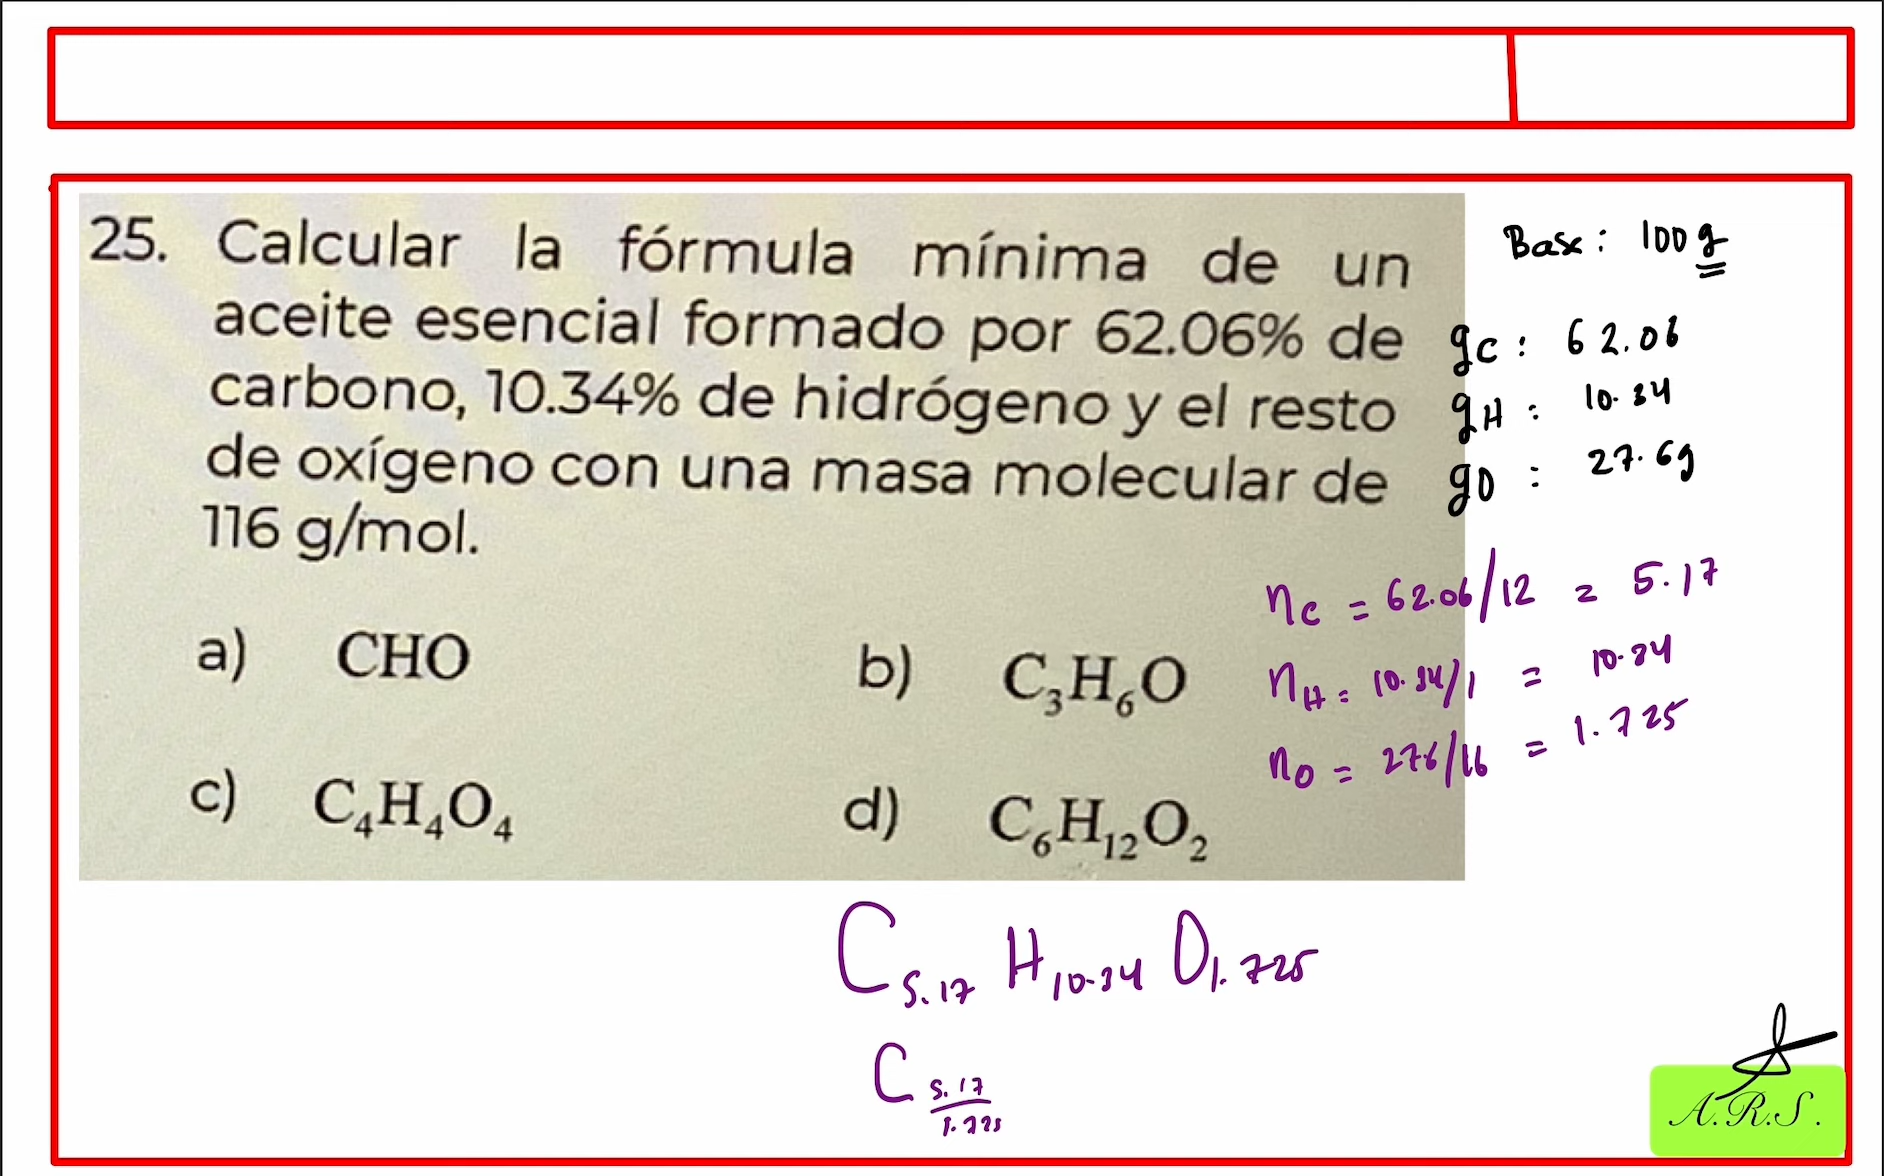 25. Calcular la fórmula mínima de un
aceite esencial formado por 62.06% de
carbono, 10.34% de hidrógeno y el resto
de oxígeno con una masa molecular de
116 g/mol.
a) CHO b) C₃H₆O
c) C₄H₄O₄ d) C₆H₁₂O₂
Base: 100 g
gC: 62.06
gH: 10.34
gO: 27.6g
nC = 62.06/12 = 5.17
nH = 10.34/1 = 10.34
nO = 276/16 = 1.725
C5.17 H10.34 O1.725
C 5.17
1.725
A.R.S.